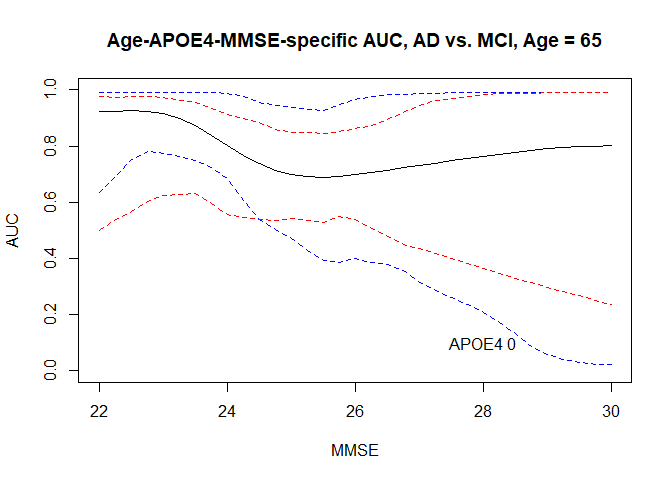 Age-APOE4-MMSE-specific AUC, AD vs. MCI, Age = 65
AUC
1.0
0.8
0.6
0.4
0.2
0.0
APOE4 0
22 24 26 28 30
MMSE